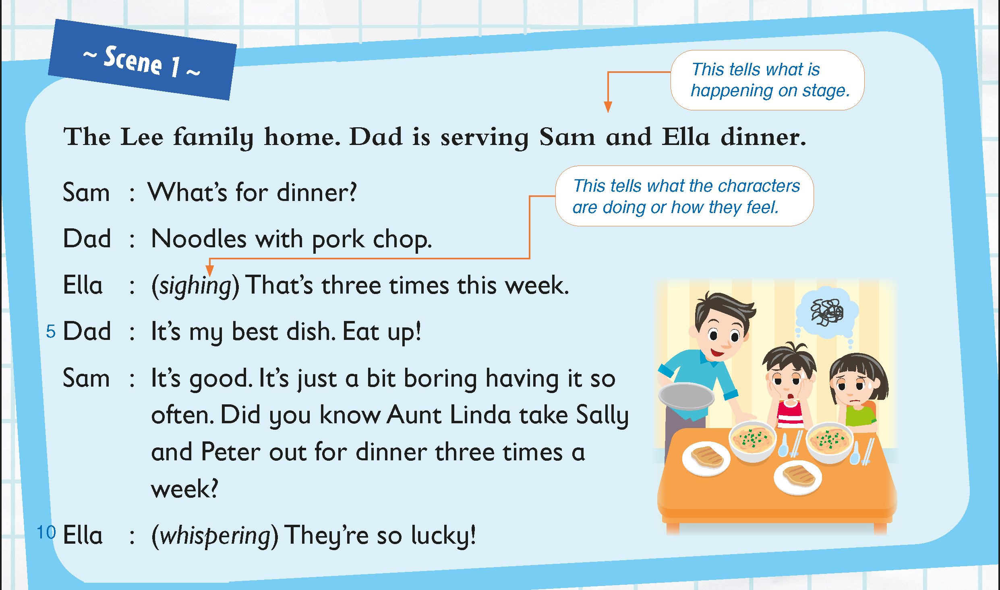 ~ Scene 1 ~
This tells what is
happening on stage.
The Lee family home. Dad is serving Sam and Ella dinner.
Sam : What's for dinner?
This tells what the characters
are doing or how they feel.
Dad : Noodles with pork chop.
Ella : (sighing) That's three times this week.
5 Dad : It's my best dish. Eat up!
Sam : It's good. It's just a bit boring having it so
often. Did you know Aunt Linda take Sally
and Peter out for dinner three times a
week?
10 Ella : (whispering) They're so lucky!